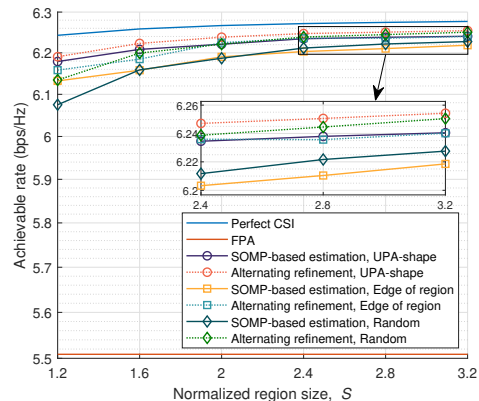 6.3
6.2
6.1
6
5.9
5.8
5.7
5.6
5.5
Achievable rate (bps/Hz)
6.26
6.24
6.22
6.2
2.4
2.8
3.2
Perfect CSI
FPA
SOMP-based estimation, UPA-shape
Alternating refinement, UPA-shape
SOMP-based estimation, Edge of region
Alternating refinement, Edge of region
SOMP-based estimation, Random
Alternating refinement, Random
1.2
1.6
2
2.4
2.8
3.2
Normalized region size, S